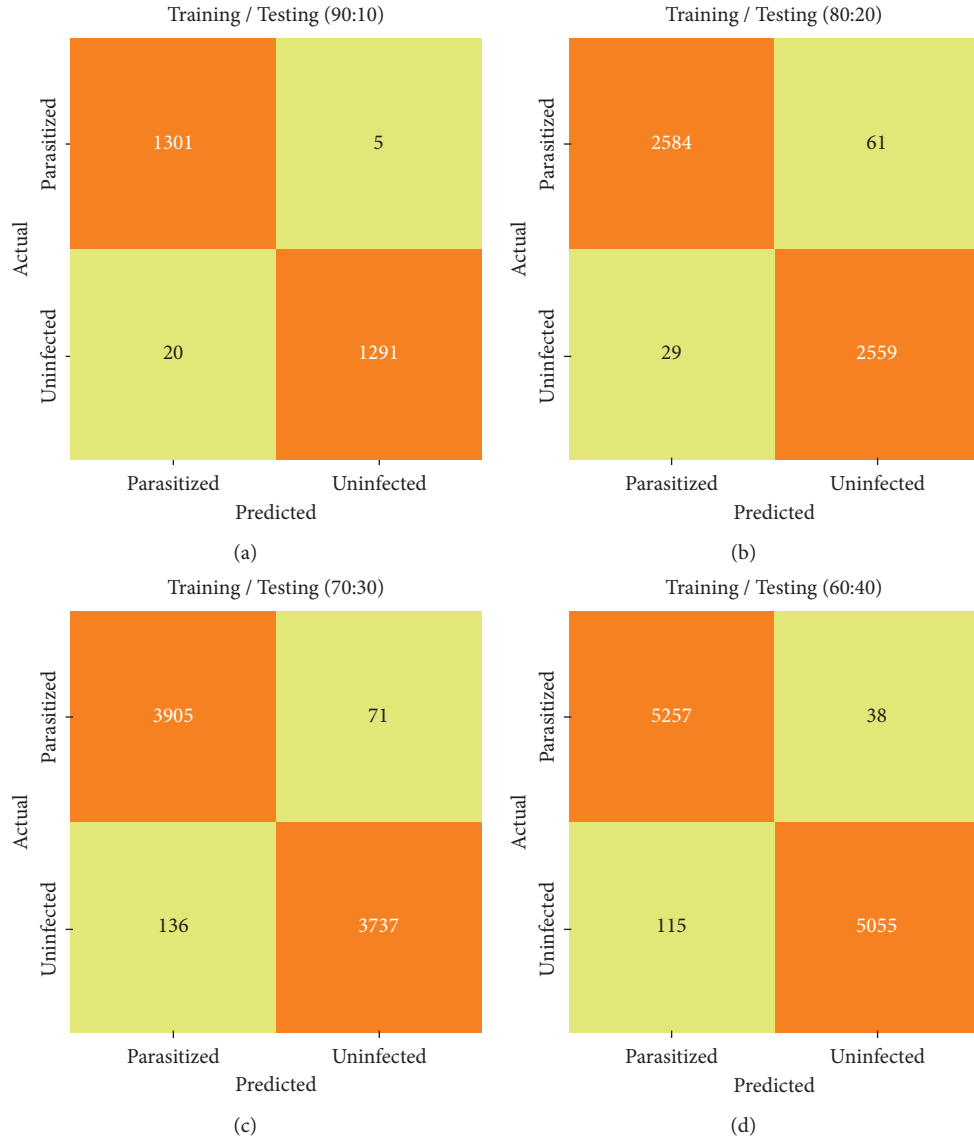 Training / Testing (90:10)
Parasitized
1301
5
Actual
Uninfected
20
1291
Parasitized
Uninfected
Predicted
(a)
Training / Testing (80:20)
Parasitized
2584
61
Actual
Uninfected
29
2559
Parasitized
Uninfected
Predicted
(b)
Training / Testing (70:30)
Parasitized
3905
71
Actual
Uninfected
136
3737
Parasitized
Uninfected
Predicted
(c)
Training / Testing (60:40)
Parasitized
5257
38
Actual
Uninfected
115
5055
Parasitized
Uninfected
Predicted
(d)